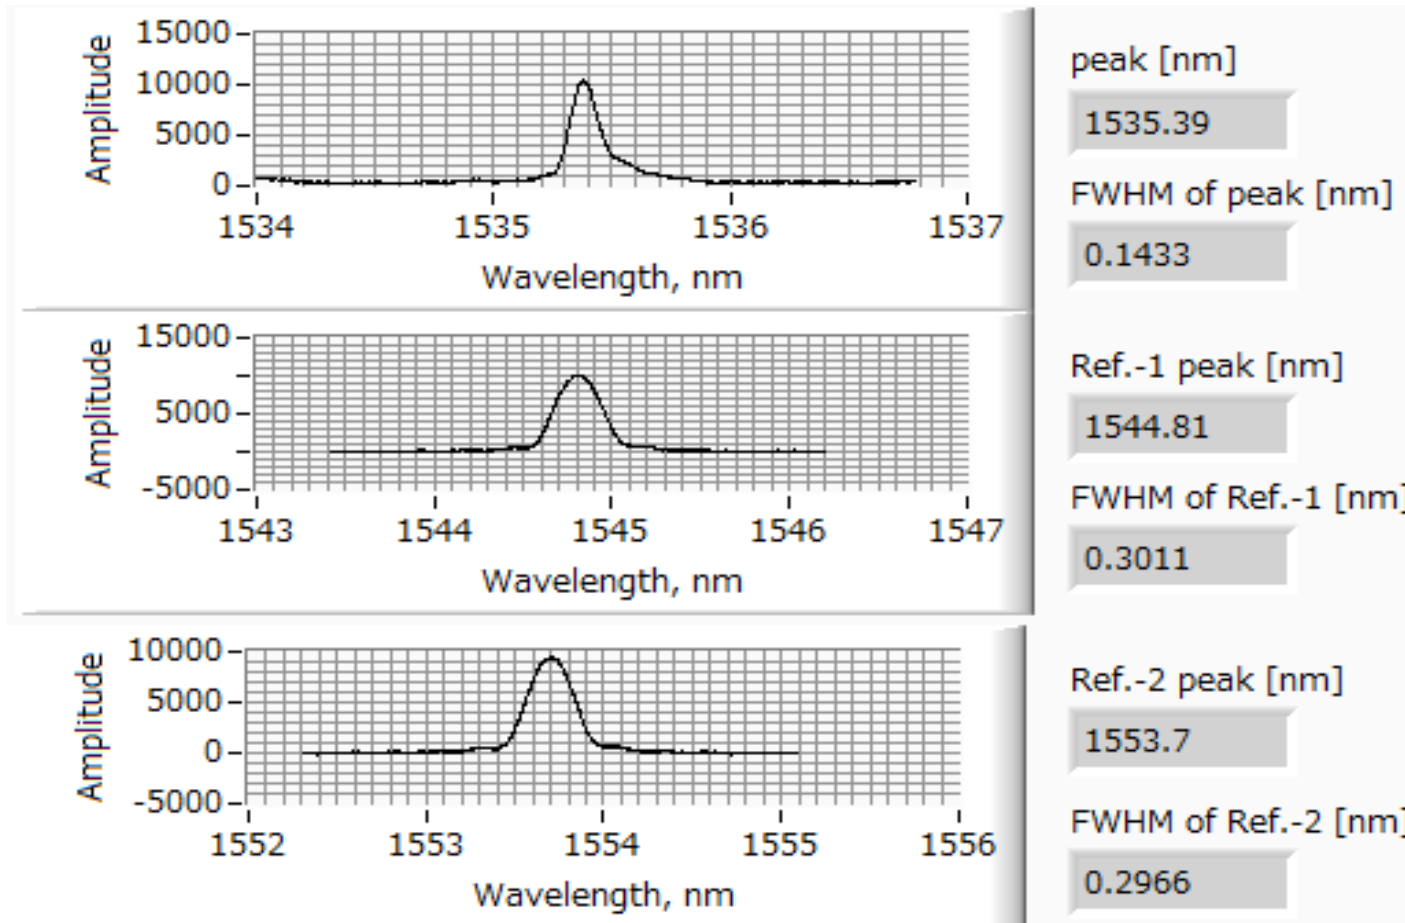 15000
10000
5000
0
Amplitude
1534 1535 1536 1537
Wavelength, nm
peak [nm]
1535.39
FWHM of peak [nm]
0.1433
15000
5000
-5000
Amplitude
1543 1544 1545 1546 1547
Wavelength, nm
Ref.-1 peak [nm]
1544.81
FWHM of Ref.-1 [nm]
0.3011
10000
5000
0
-5000
Amplitude
1552 1553 1554 1555 1556
Wavelength, nm
Ref.-2 peak [nm]
1553.7
FWHM of Ref.-2 [nm]
0.2966